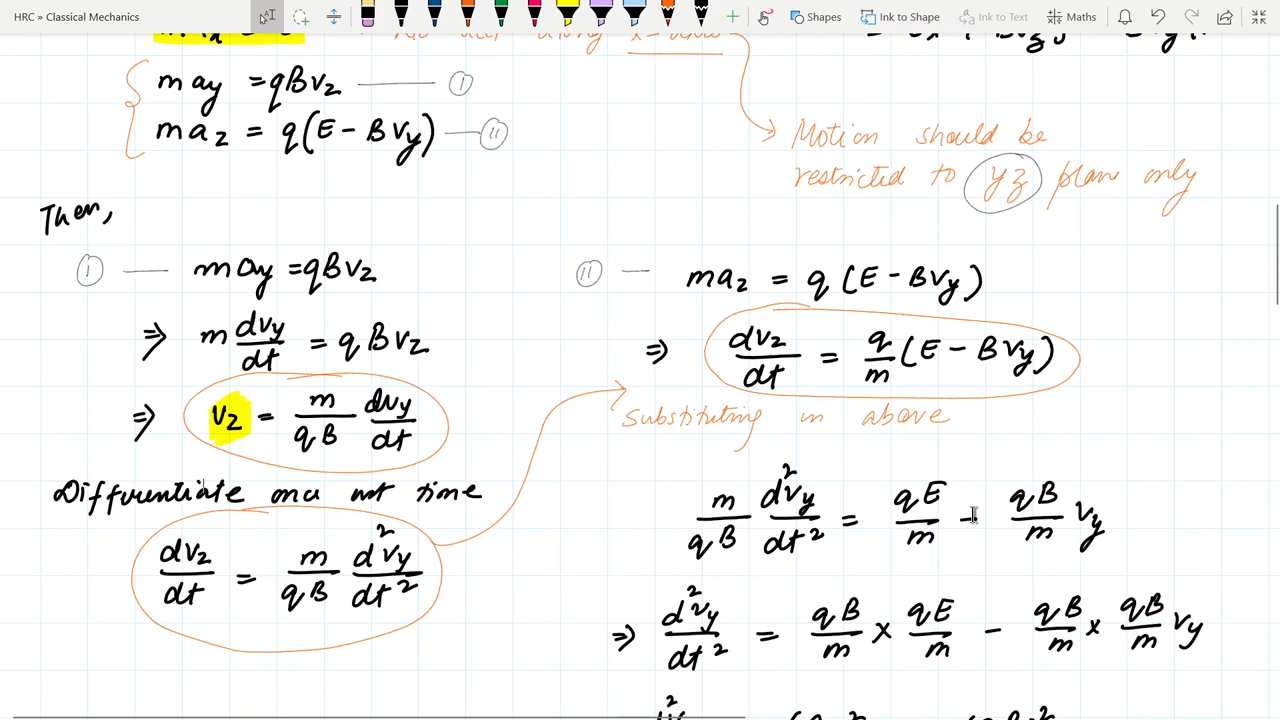 HRC » Classical Mechanics
Shapes Ink to Shape Ink to Text Maths
m ay = qBvz ——— I
m az = q(E - Bvy) — II
Motion should be
restricted to yz plane only
Then,
I — may = qBvz
II — maz = q(E - Bvy)
⇒ m dvy/dt = qBvz
⇒ dvz/dt = q/m (E - Bvy)
⇒ vz = m/qB dvy/dt
Substituting in above
Differentiate once wrt time
m/qB d²vy/dt² = qE/m - qB/m vy
dvz/dt = m/qB d²vy/dt²
⇒ d²vy/dt² = qB/m × qE/m - qB/m × qB/m vy